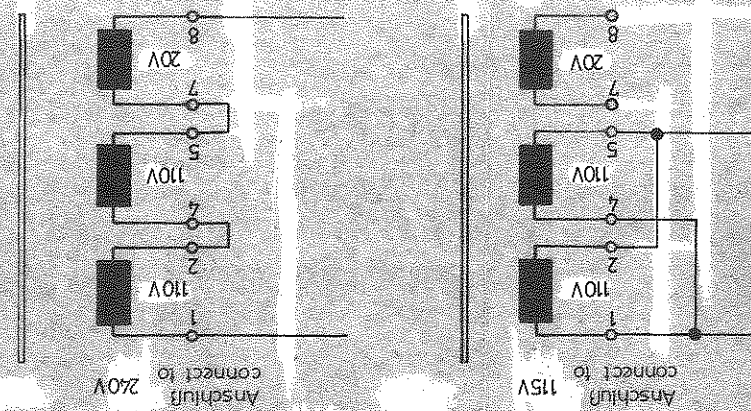 Anschluß
connect to 115V
1
110V
2
4
110V
5
7
20V
8
Anschluß
connect to 240V
1
110V
2
4
110V
5
7
20V
8